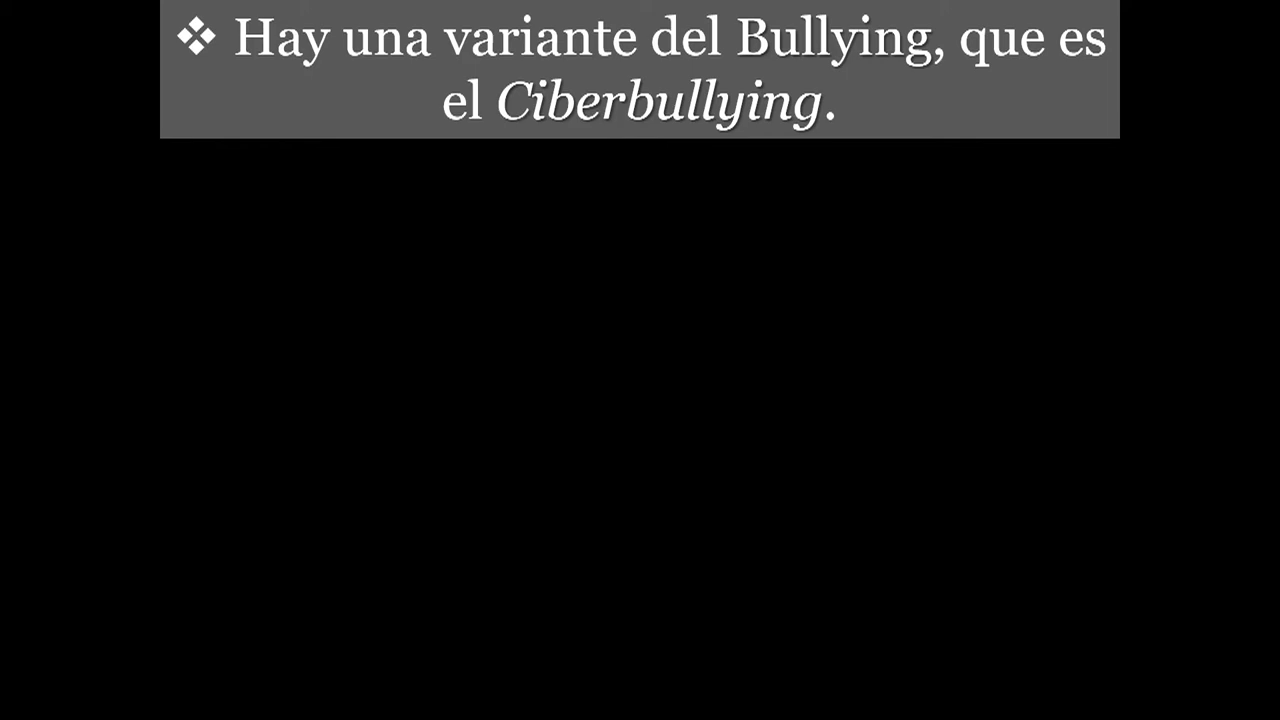 ❖ Hay una variante del Bullying, que es
el Ciberbullying.